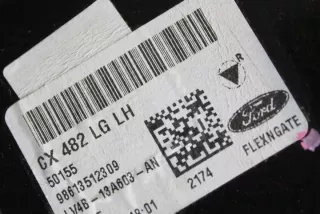 CX 482 LG LH
50155
98613512309
LV4B-13A603-AN
R
Ford
FLEXNGATE
2174